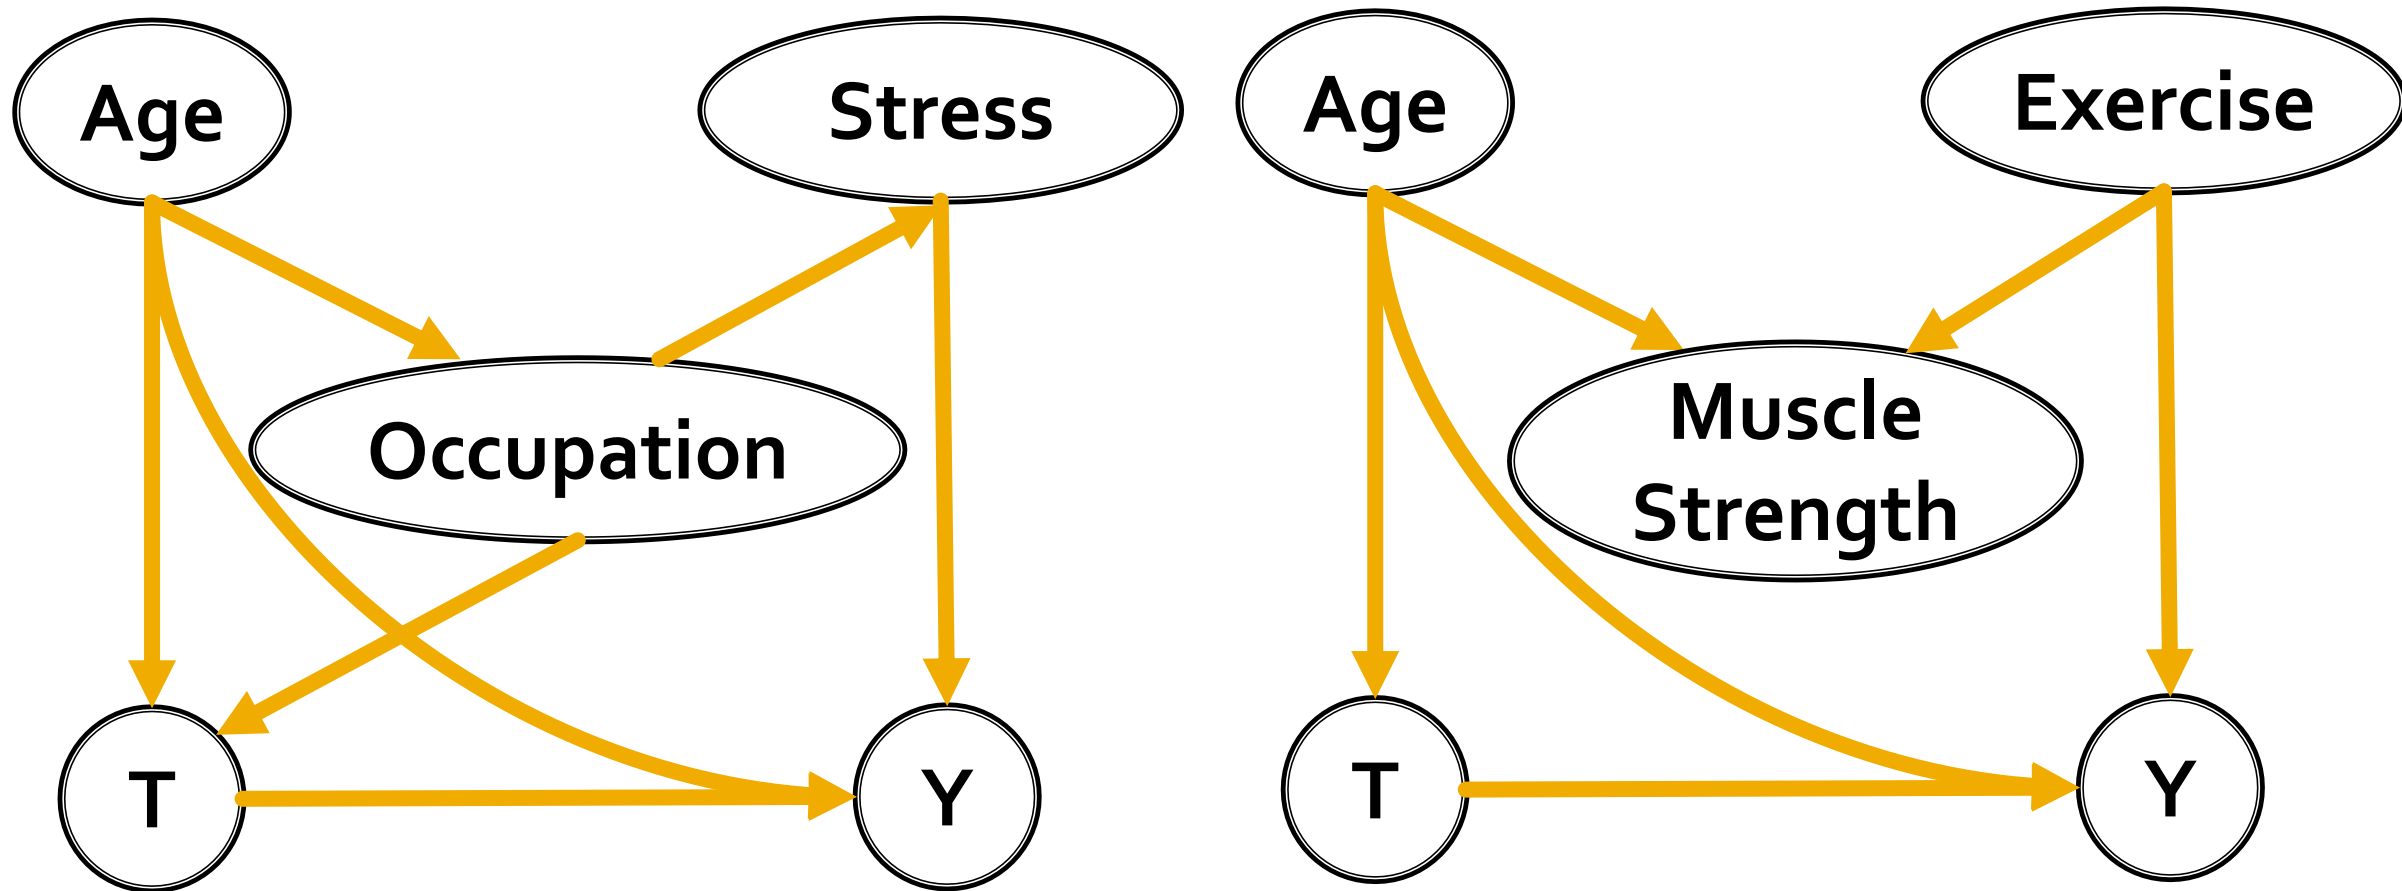 Age
Stress
Occupation
T
Y
Age
Exercise
Muscle
Strength
T
Y